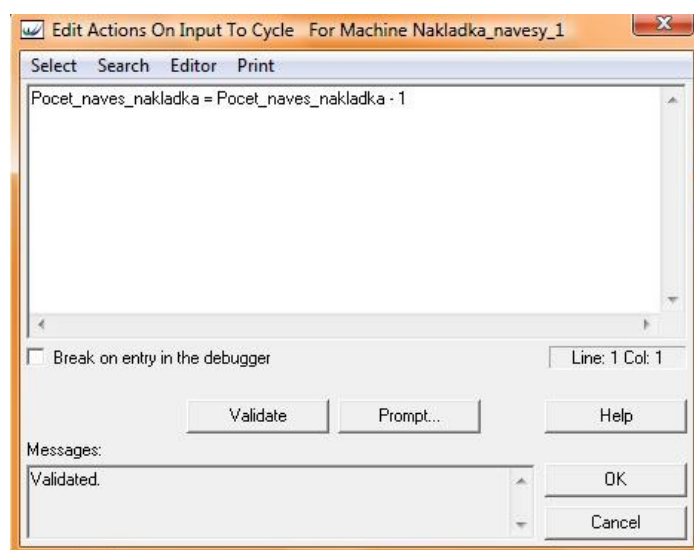 Edit Actions On Input To Cycle For Machine Nakladka_navesy_1
Select Search Editor Print
Pocet_naves_nakladka = Pocet_naves_nakladka - 1
Break on entry in the debugger
Line: 1 Col: 1
Validate
Prompt...
Help
Messages:
Validated.
OK
Cancel